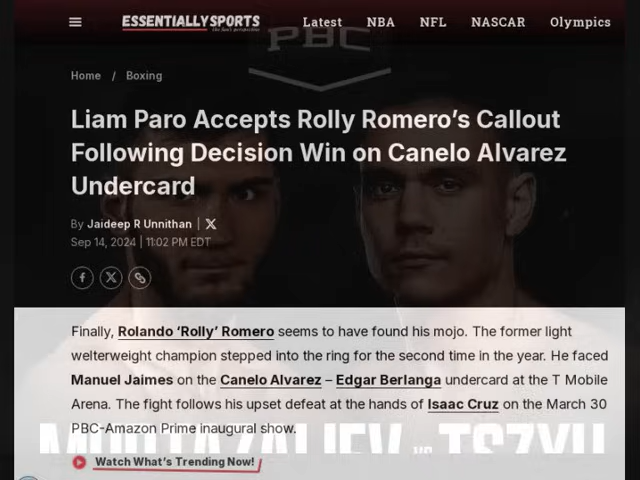 ESSENTIALLYSPORTS
Latest NBA NFL NASCAR Olympics
PBC
Home / Boxing
Liam Paro Accepts Rolly Romero’s Callout
Following Decision Win on Canelo Alvarez
Undercard
By Jaideep R Unnithan | X
Sep 14, 2024 | 11:02 PM EDT
Finally, Rolando ‘Rolly’ Romero seems to have found his mojo. The former light
welterweight champion stepped into the ring for the second time in the year. He faced
Manuel Jaimes on the Canelo Alvarez – Edgar Berlanga undercard at the T Mobile
Arena. The fight follows his upset defeat at the hands of Isaac Cruz on the March 30
PBC-Amazon Prime inaugural show.
VS TSZYU
Watch What’s Trending Now!